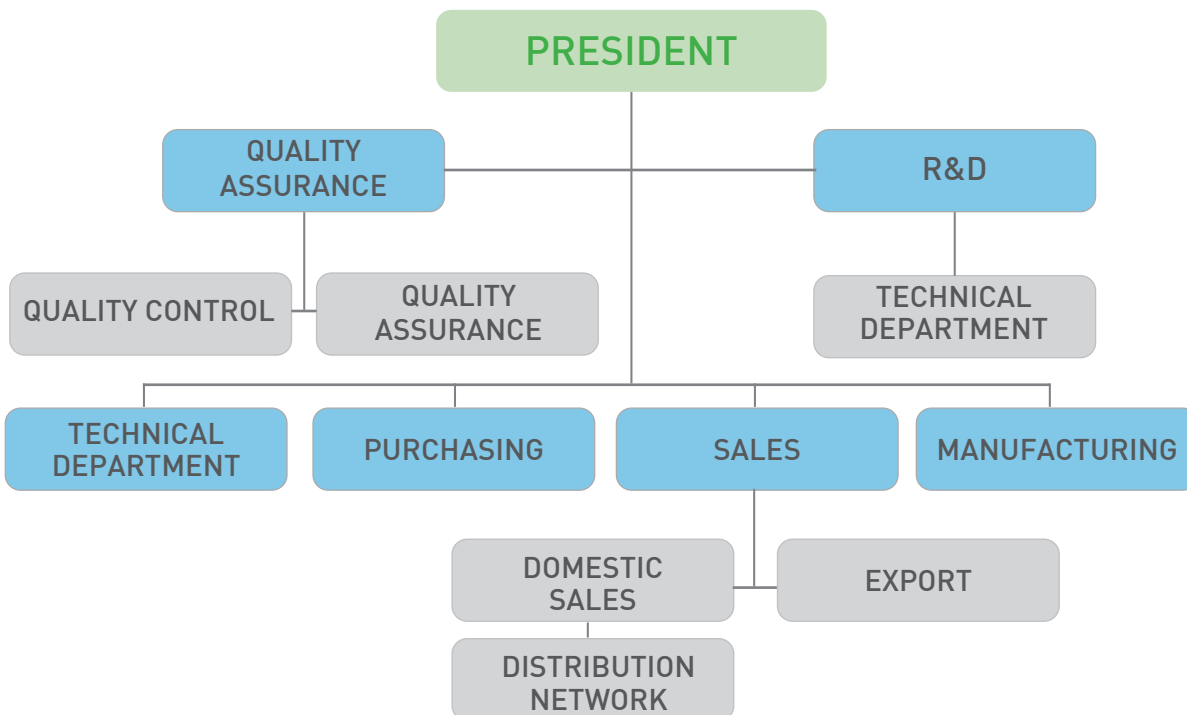 PRESIDENT
QUALITY
ASSURANCE
R&D
QUALITY CONTROL
QUALITY
ASSURANCE
TECHNICAL
DEPARTMENT
TECHNICAL
DEPARTMENT
PURCHASING
SALES
MANUFACTURING
DOMESTIC
SALES
EXPORT
DISTRIBUTION
NETWORK